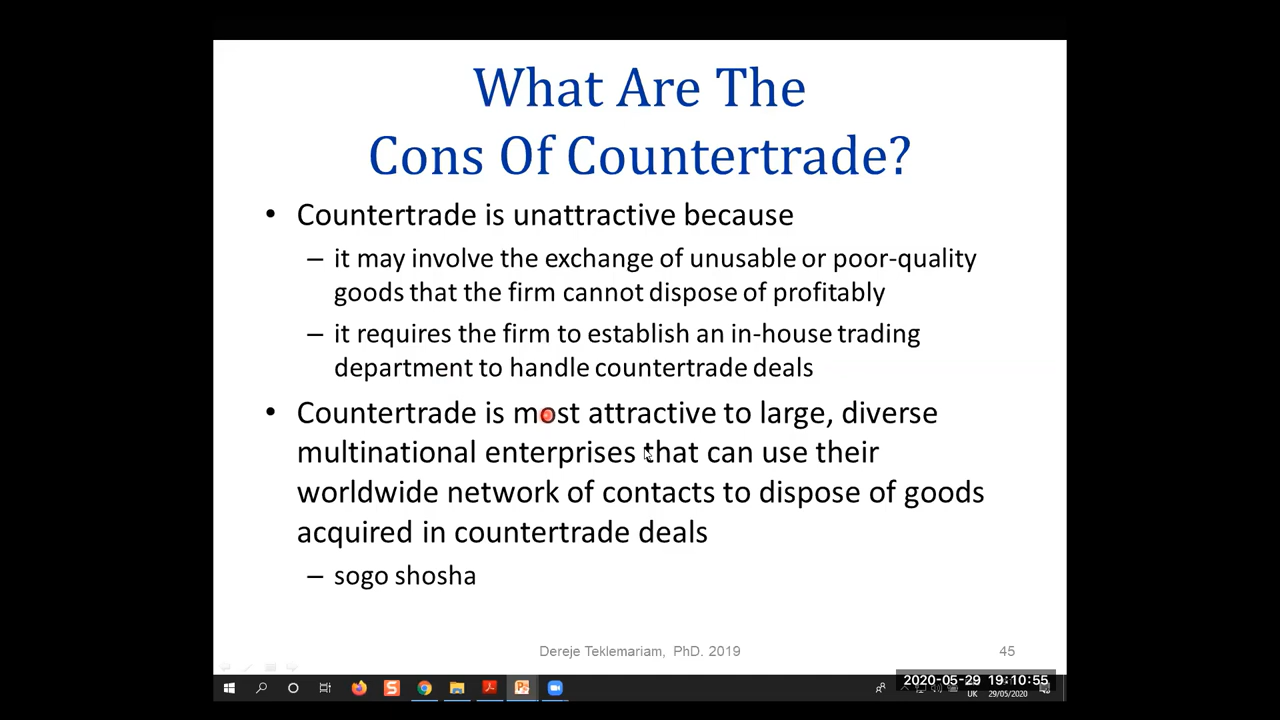 What Are The
Cons Of Countertrade?
• Countertrade is unattractive because
– it may involve the exchange of unusable or poor-quality
goods that the firm cannot dispose of profitably
– it requires the firm to establish an in-house trading
department to handle countertrade deals
• Countertrade is most attractive to large, diverse
multinational enterprises that can use their
worldwide network of contacts to dispose of goods
acquired in countertrade deals
– sogo shosha
Dereje Teklemariam, PhD. 2019
45
2020-05-29 19:10:55
UK
29/05/2020